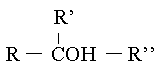 R’
R – COH – R’’